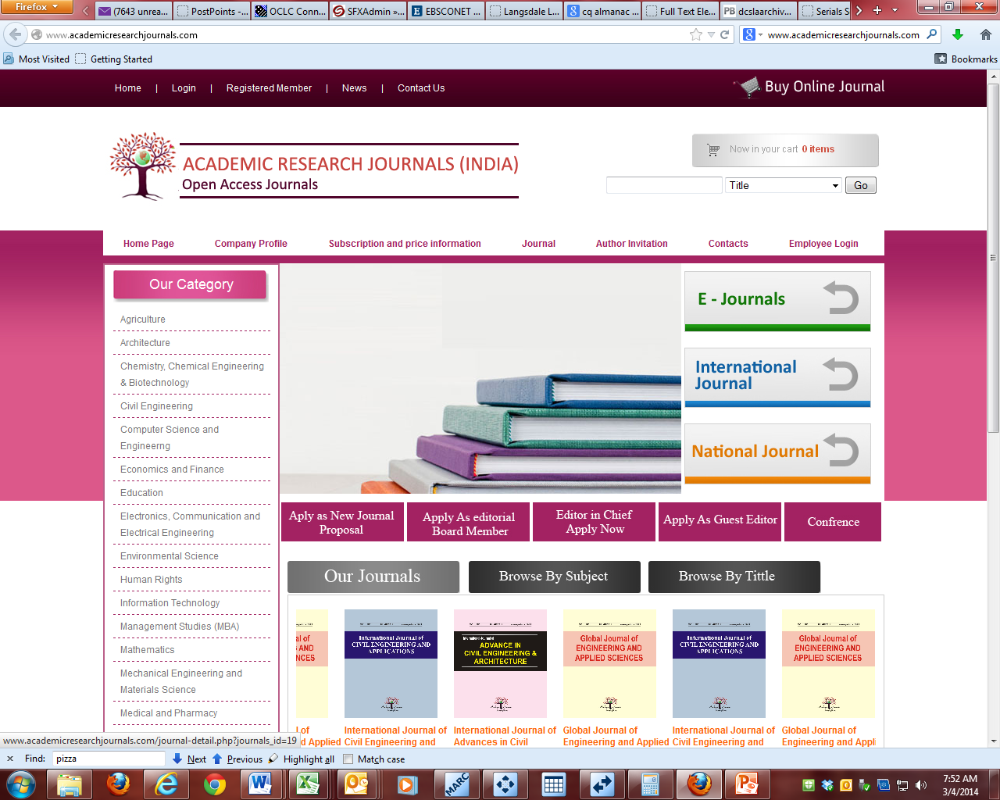 Firefox
(7643 unrea...
PostPoints -...
OCLC Conn...
SFXAdmin »...
EBSCONET ...
Langsdale L...
cq almanac ...
Full Text Ele...
dcslaarchiv...
Serials S
www.academicresearchjournals.com
www.academicresearchjournals.com
Most Visited
Getting Started
Bookmarks
Home | Login | Registered Member | News | Contact Us
Buy Online Journal
ACADEMIC RESEARCH JOURNALS (INDIA)
Open Access Journals
Now in your cart 0 items
Title
Go
Home Page
Company Profile
Subscription and price information
Journal
Author Invitation
Contacts
Employee Login
Our Category
Agriculture
Architecture
Chemistry, Chemical Engineering
& Biotechnology
Civil Engineering
Computer Science and
Engineerng
Economics and Finance
Education
Electronics, Communication and
Electrical Engineering
Environmental Science
Human Rights
Information Technology
Management Studies (MBA)
Mathematics
Mechanical Engineering and
Materials Science
Medical and Pharmacy
E - Journals
International
Journal
National Journal
Aply as New Journal
Proposal
Apply As editorial
Board Member
Editor in Chief
Apply Now
Apply As Guest Editor
Confrence
Our Journals
Browse By Subject
Browse By Tittle
al of
AND
NCES
International Journal of
CIVIL ENGINEERING AND
APPLICATIONS
International Journal of
ADVANCE IN
CIVIL ENGINEERING &
ARCHITECTURE
Global Journal of
ENGINEERING AND
APPLIED SCIENCES
International Journal of
CIVIL ENGINEERING AND
APPLICATIONS
Global Journal of
ENGINEERING AND
APPLIED SCIENCES
l of
d Applied
International Journal of
Civil Engineering and
International Journal of
Advances in Civil
Global Journal of
Engineering and Applied
International Journal of
Civil Engineering and
Global Journal of
Engineering and Appl
www.academicresearchjournals.com/journal-detail.php?journals_id=19
Find:
pizza
Next
Previous
Highlight all
Match case
MARC
7:52 AM
3/4/2014